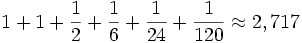 1 + 1 + 1/2 + 1/6 + 1/24 + 1/120 ≈ 2,717